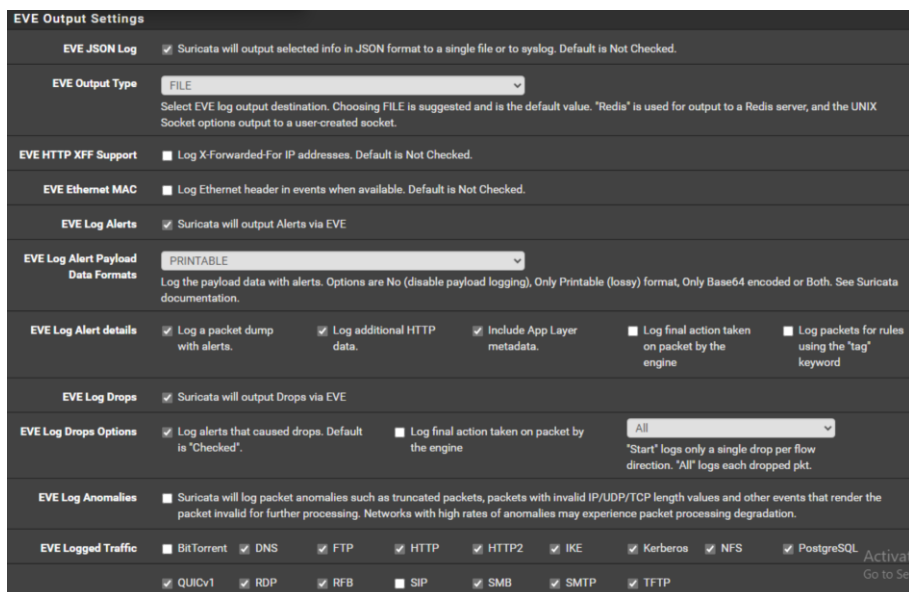 EVE Output Settings
EVE JSON Log Suricata will output selected info in JSON format to a single file or to syslog. Default is Not Checked.
EVE Output Type FILE
Select EVE log output destination. Choosing FILE is suggested and is the default value. "Redis" is used for output to a Redis server, and the UNIX
Socket options output to a user-created socket.
EVE HTTP XFF Support Log X-Forwarded-For IP addresses. Default is Not Checked.
EVE Ethernet MAC Log Ethernet header in events when available. Default is Not Checked.
EVE Log Alerts Suricata will output Alerts via EVE
EVE Log Alert Payload
Data Formats
PRINTABLE
Log the payload data with alerts. Options are No (disable payload logging), Only Printable (lossy) format, Only Base64 encoded or Both. See Suricata
documentation.
EVE Log Alert details
Log a packet dump
with alerts.
Log additional HTTP
data.
Include App Layer
metadata.
Log final action taken
on packet by the
engine
Log packets for rules
using the "tag"
keyword
EVE Log Drops Suricata will output Drops via EVE
EVE Log Drops Options
Log alerts that caused drops. Default
is "Checked".
Log final action taken on packet by
the engine
All
"Start" logs only a single drop per flow
direction. "All" logs each dropped pkt.
EVE Log Anomalies Suricata will log packet anomalies such as truncated packets, packets with invalid IP/UDP/TCP length values and other events that render the
packet invalid for further processing. Networks with high rates of anomalies may experience packet processing degradation.
EVE Logged Traffic BitTorrent DNS FTP HTTP HTTP2 IKE Kerberos NFS PostgreSQL
Activat
Go to Se
QUICv1 RDP RFB SIP SMB SMTP TFTP